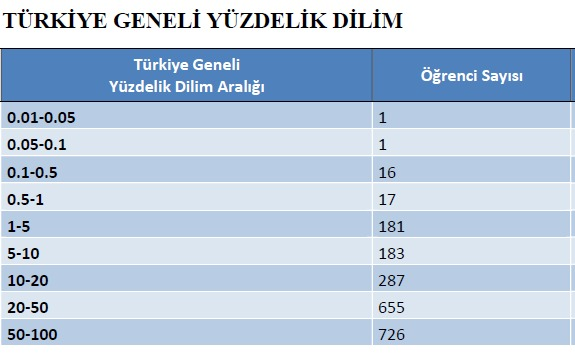 TÜRKİYE GENELİ YÜZDELİK DİLİM
Türkiye Geneli
Yüzdelik Dilim Aralığı
Öğrenci Sayısı
0.01-0.05 1
0.05-0.1 1
0.1-0.5 16
0.5-1 17
1-5 181
5-10 183
10-20 287
20-50 655
50-100 726